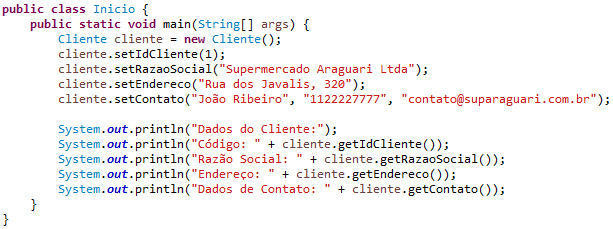 public class Inicio {
    public static void main(String[] args) {
        Cliente cliente = new Cliente();
        cliente.setIdCliente(1);
        cliente.setRazaoSocial("Supermercado Araguari Ltda");
        cliente.setEndereco("Rua dos Javalis, 320");
        cliente.setContato("João Ribeiro", "1122227777", "contato@suparaguari.com.br");

        System.out.println("Dados do Cliente:");
        System.out.println("Código: " + cliente.getIdCliente());
        System.out.println("Razão Social: " + cliente.getRazaoSocial());
        System.out.println("Endereço: " + cliente.getEndereco());
        System.out.println("Dados de Contato: " + cliente.getContato());
    }
}